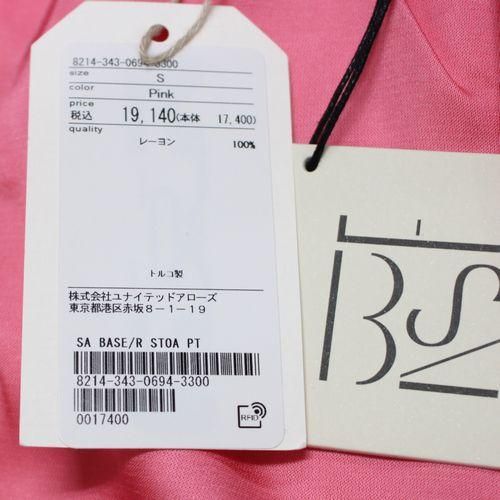 8214-343-0694-3300
size S
color Pink
price
税込 19,140(本体 17,400)
quality
レーヨン 100%
トルコ製
株式会社ユナイテッドアローズ
東京都港区赤坂8-1-19
SA BASE/R STOA PT
8214-343-0694-3300
0017400
RFID